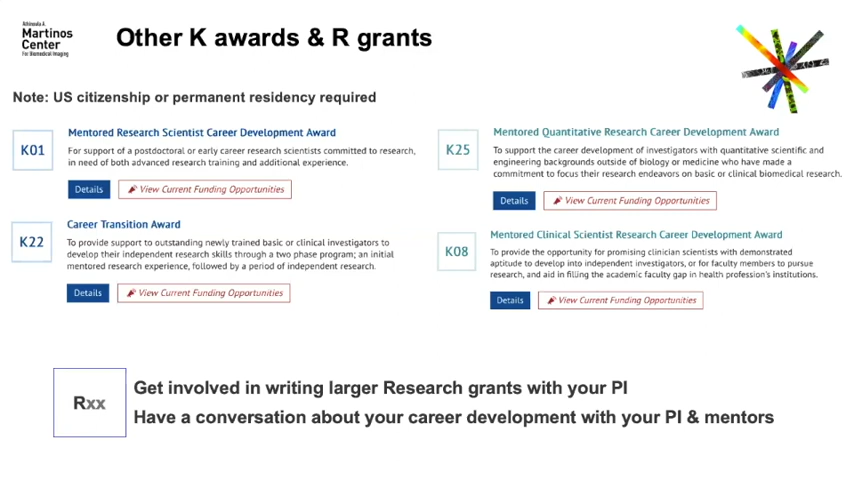 Athinoula A.
Martinos
Center
For Biomedical Imaging
Other K awards & R grants
Note: US citizenship or permanent residency required
K01
Mentored Research Scientist Career Development Award
For support of a postdoctoral or early career research scientists committed to research,
in need of both advanced research training and additional experience.
Details
View Current Funding Opportunities
K22
Career Transition Award
To provide support to outstanding newly trained basic or clinical investigators to
develop their independent research skills through a two phase program; an initial
mentored research experience, followed by a period of independent research.
Details
View Current Funding Opportunities
K25
Mentored Quantitative Research Career Development Award
To support the career development of investigators with quantitative scientific and
engineering backgrounds outside of biology or medicine who have made a
commitment to focus their research endeavors on basic or clinical biomedical research.
Details
View Current Funding Opportunities
K08
Mentored Clinical Scientist Research Career Development Award
To provide the opportunity for promising clinician scientists with demonstrated
aptitude to develop into independent investigators, or for faculty members to pursue
research, and aid in filling the academic faculty gap in health profession's institutions.
Details
View Current Funding Opportunities
Rxx
Get involved in writing larger Research grants with your PI
Have a conversation about your career development with your PI & mentors